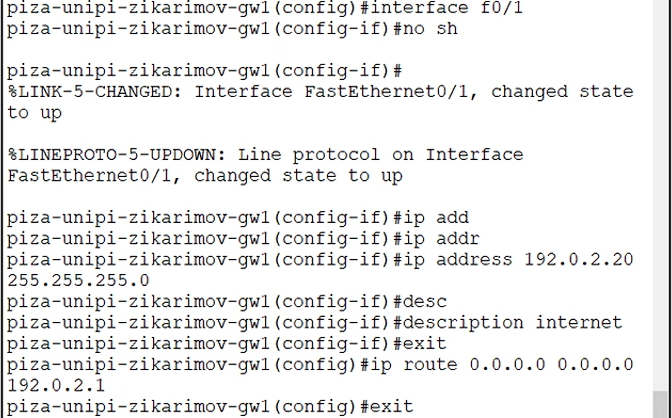 piza-unipi-zikarimov-gw1(config)#interface f0/1
piza-unipi-zikarimov-gw1(config-if)#no sh
piza-unipi-zikarimov-gw1(config-if)#
%LINK-5-CHANGED: Interface FastEthernet0/1, changed state
to up
%LINEPROTO-5-UPDOWN: Line protocol on Interface
FastEthernet0/1, changed state to up
piza-unipi-zikarimov-gw1(config-if)#ip add
piza-unipi-zikarimov-gw1(config-if)#ip addr
piza-unipi-zikarimov-gw1(config-if)#ip address 192.0.2.20
255.255.255.0
piza-unipi-zikarimov-gw1(config-if)#desc
piza-unipi-zikarimov-gw1(config-if)#description internet
piza-unipi-zikarimov-gw1(config-if)#exit
piza-unipi-zikarimov-gw1(config)#ip route 0.0.0.0 0.0.0.0
192.0.2.1
piza-unipi-zikarimov-gw1(config)#exit